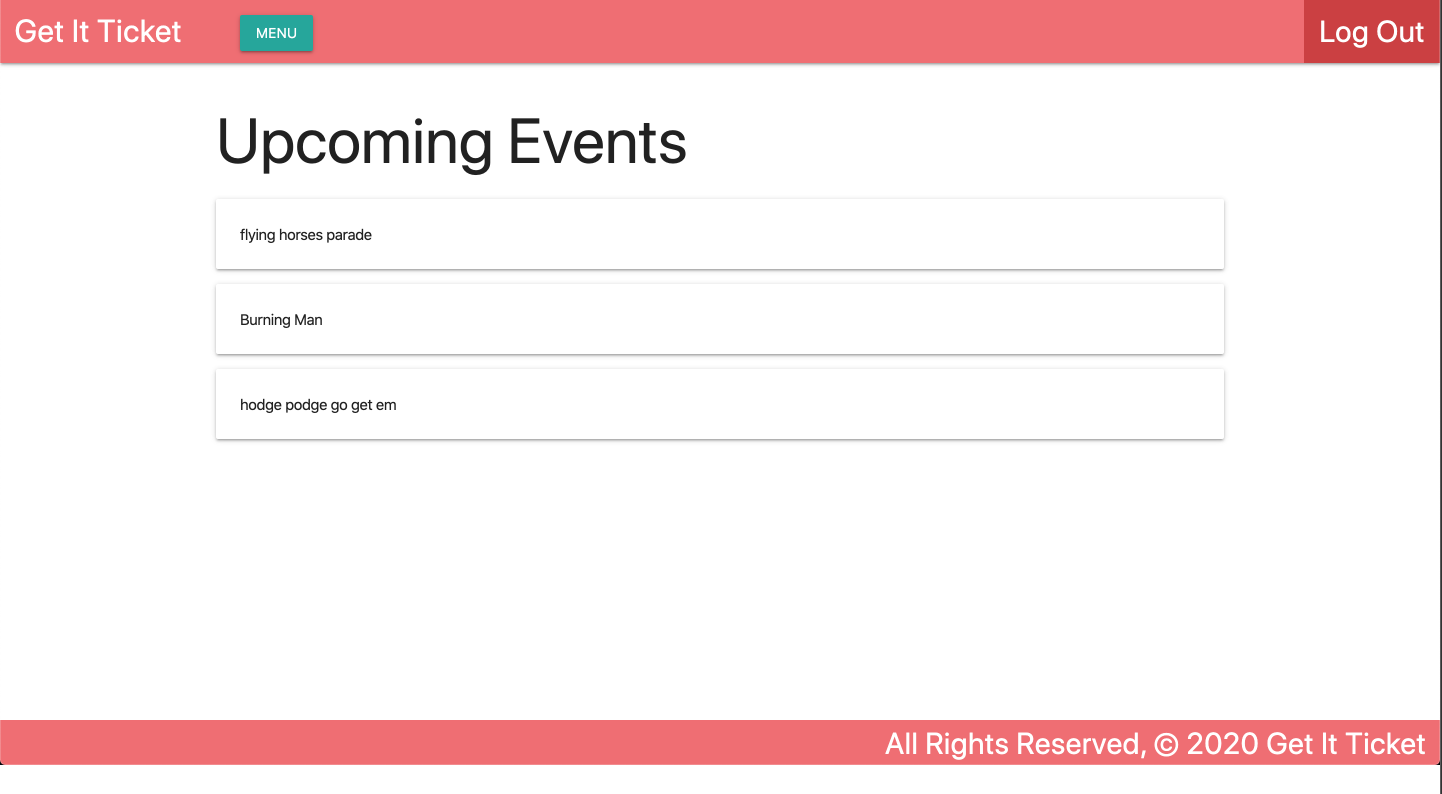 Get It Ticket MENU Log Out
Upcoming Events
flying horses parade
Burning Man
hodge podge go get em
All Rights Reserved, © 2020 Get It Ticket